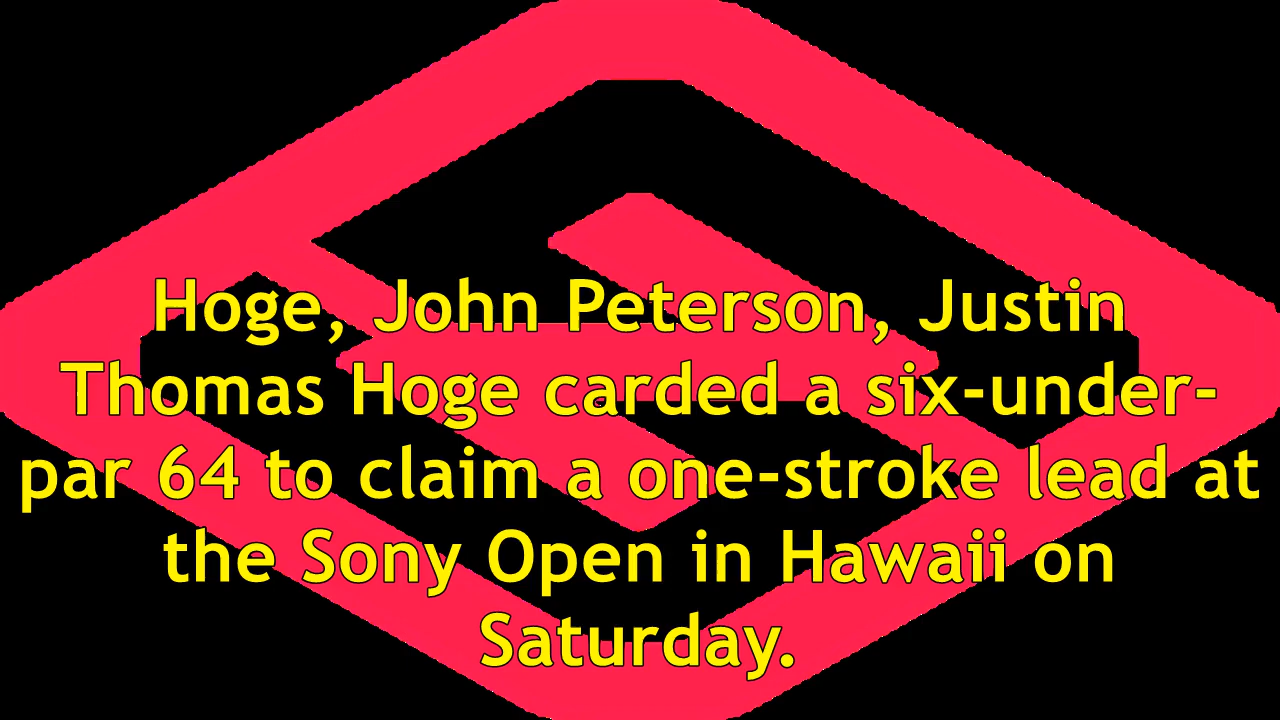 Hoge, John Peterson, Justin
Thomas Hoge carded a six-under-
par 64 to claim a one-stroke lead at
the Sony Open in Hawaii on
Saturday.